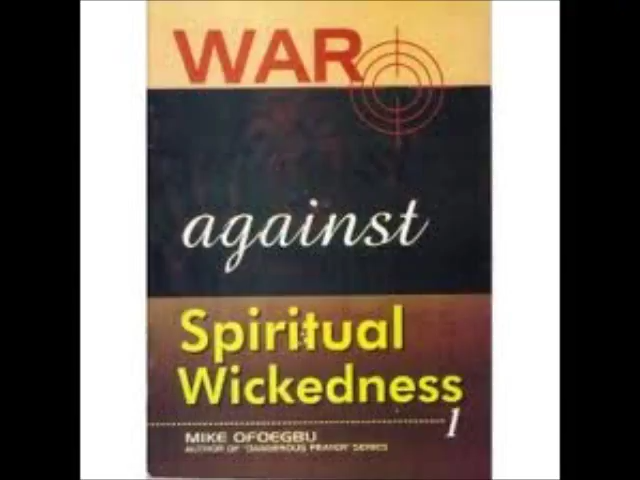 WAR
against
Spiritual
Wickedness
1
MIKE OFOEGBU
AUTHOR OF 'DANGEROUS PRAYER' SERIES